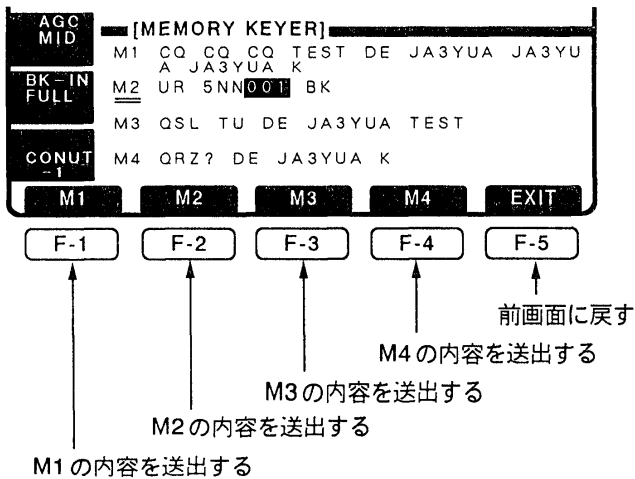 AGC
MID
[MEMORY KEYER]
M1 CQ CQ CQ TEST DE JA3YUA JA3YU
A JA3YUA K
BK-IN
FULL
M2 UR 5NN001 BK
M3 QSL TU DE JA3YUA TEST
CONUT
-1
M4 QRZ? DE JA3YUA K
M1 M2 M3 M4 EXIT
F-1 F-2 F-3 F-4 F-5
前画面に戻す
M4の内容を送出する
M3の内容を送出する
M2の内容を送出する
M1の内容を送出する